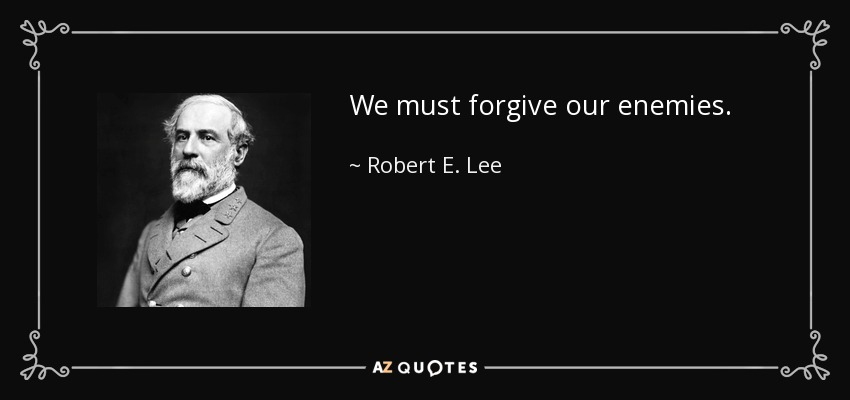 We must forgive our enemies.
~ Robert E. Lee
AZ QUOTES